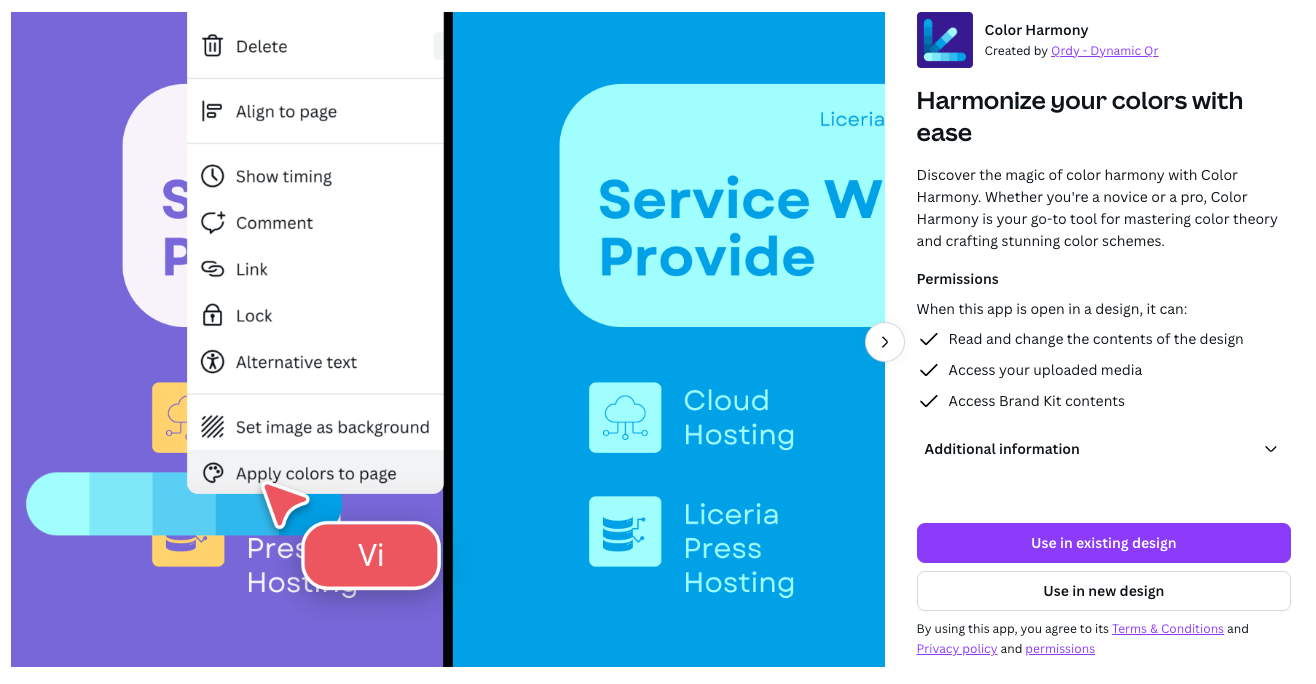 Delete
Align to page
Show timing
Comment
Link
Lock
Alternative text
Set image as background
Apply colors to page
S
P
Vi
Pres
Hosting
Liceria
Service W
Provide
Cloud
Hosting
Liceria
Press
Hosting
Color Harmony
Created by Qrdy - Dynamic Qr
Harmonize your colors with
ease
Discover the magic of color harmony with Color
Harmony. Whether you're a novice or a pro, Color
Harmony is your go-to tool for mastering color theory
and crafting stunning color schemes.
Permissions
When this app is open in a design, it can:
Read and change the contents of the design
Access your uploaded media
Access Brand Kit contents
Additional information
Use in existing design
Use in new design
By using this app, you agree to its Terms & Conditions and
Privacy policy and permissions